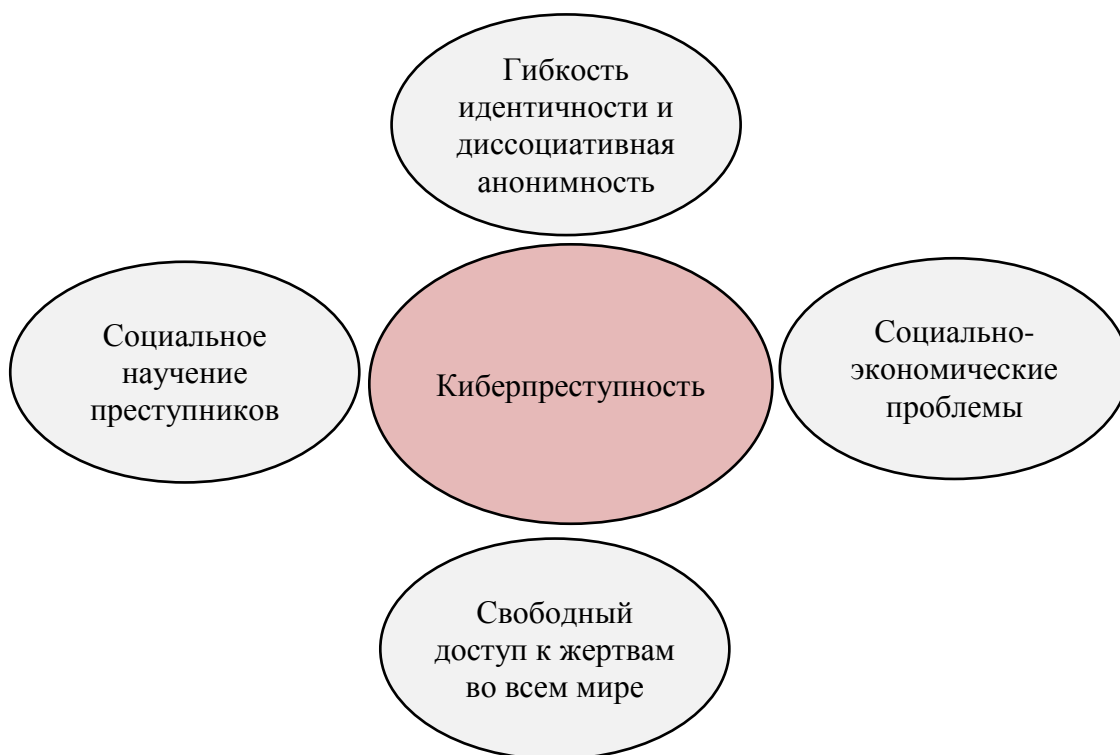 Гибкость
идентичности и
диссоциативная
анонимность
Социальное
научение
преступников
Киберпреступность
Социально-
экономические
проблемы
Свободный
доступ к жертвам
во всем мире